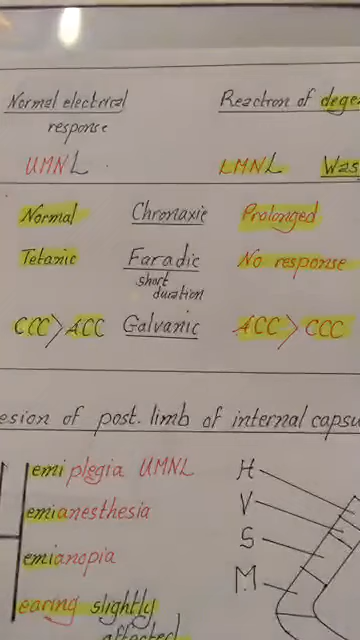 Normal electrical Reaction of dege
response
UMNL LMNL Was
Normal Chronaxie Prolonged
Tetanic Faradic No response
short
duration
CCC > ACC Galvanic ACC > CCC
esion of post. limb of internal capsu
emiplegia UMNL H
emianesthesia V
emianopia S
earing slightly M
affected